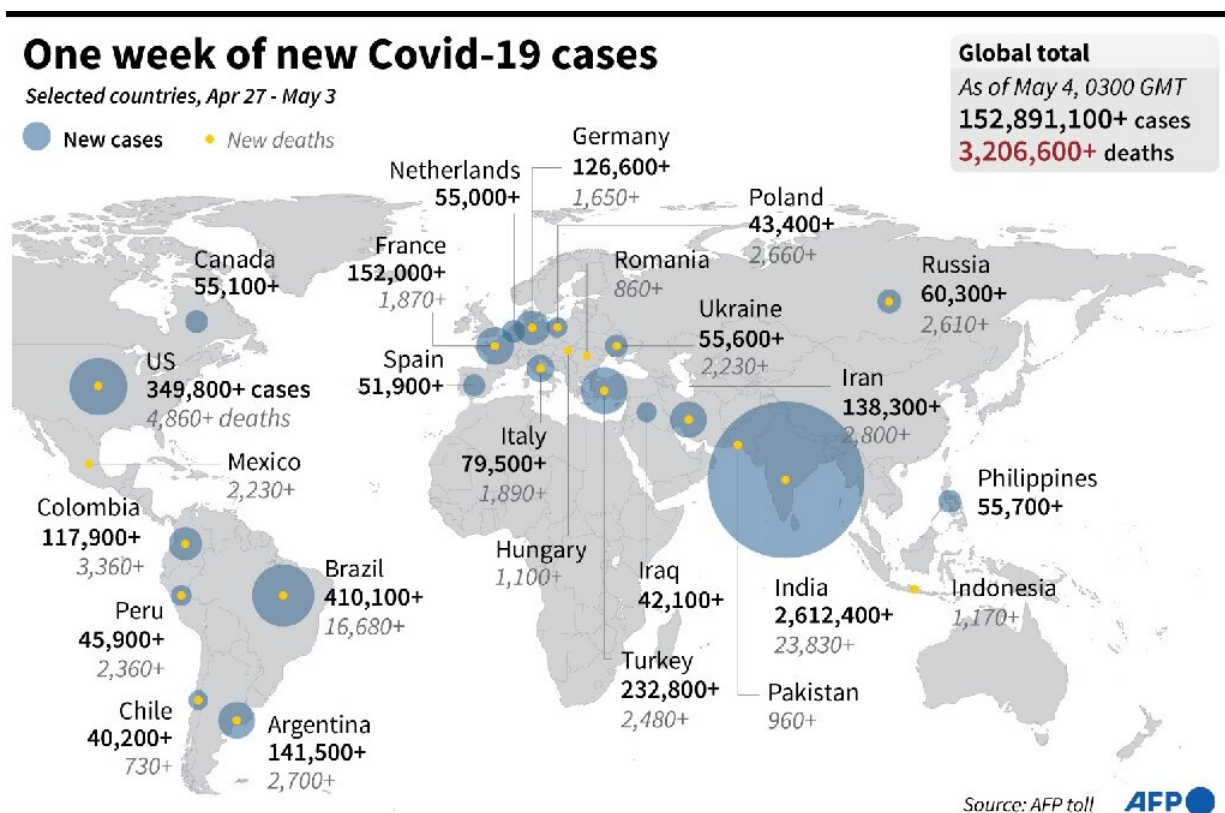 One week of new Covid-19 cases
Selected countries, Apr 27 - May 3
New cases
New deaths
Global total
As of May 4, 0300 GMT
152,891,100+ cases
3,206,600+ deaths
Germany
126,600+
1,650+
Netherlands
55,000+
Poland
43,400+
2,660+
France
152,000+
1,870+
Romania
860+
Canada
55,100+
Russia
60,300+
2,610+
Ukraine
55,600+
2,230+
US
349,800+ cases
4,860+ deaths
Spain
51,900+
Iran
138,300+
2,800+
Italy
79,500+
1,890+
Mexico
2,230+
Philippines
55,700+
Colombia
117,900+
3,360+
Hungary
1,100+
Brazil
410,100+
16,680+
Iraq
42,100+
India
2,612,400+
23,830+
Indonesia
1,170+
Peru
45,900+
2,360+
Turkey
232,800+
2,480+
Pakistan
960+
Chile
40,200+
730+
Argentina
141,500+
2,700+
Source: AFP toll
AFP